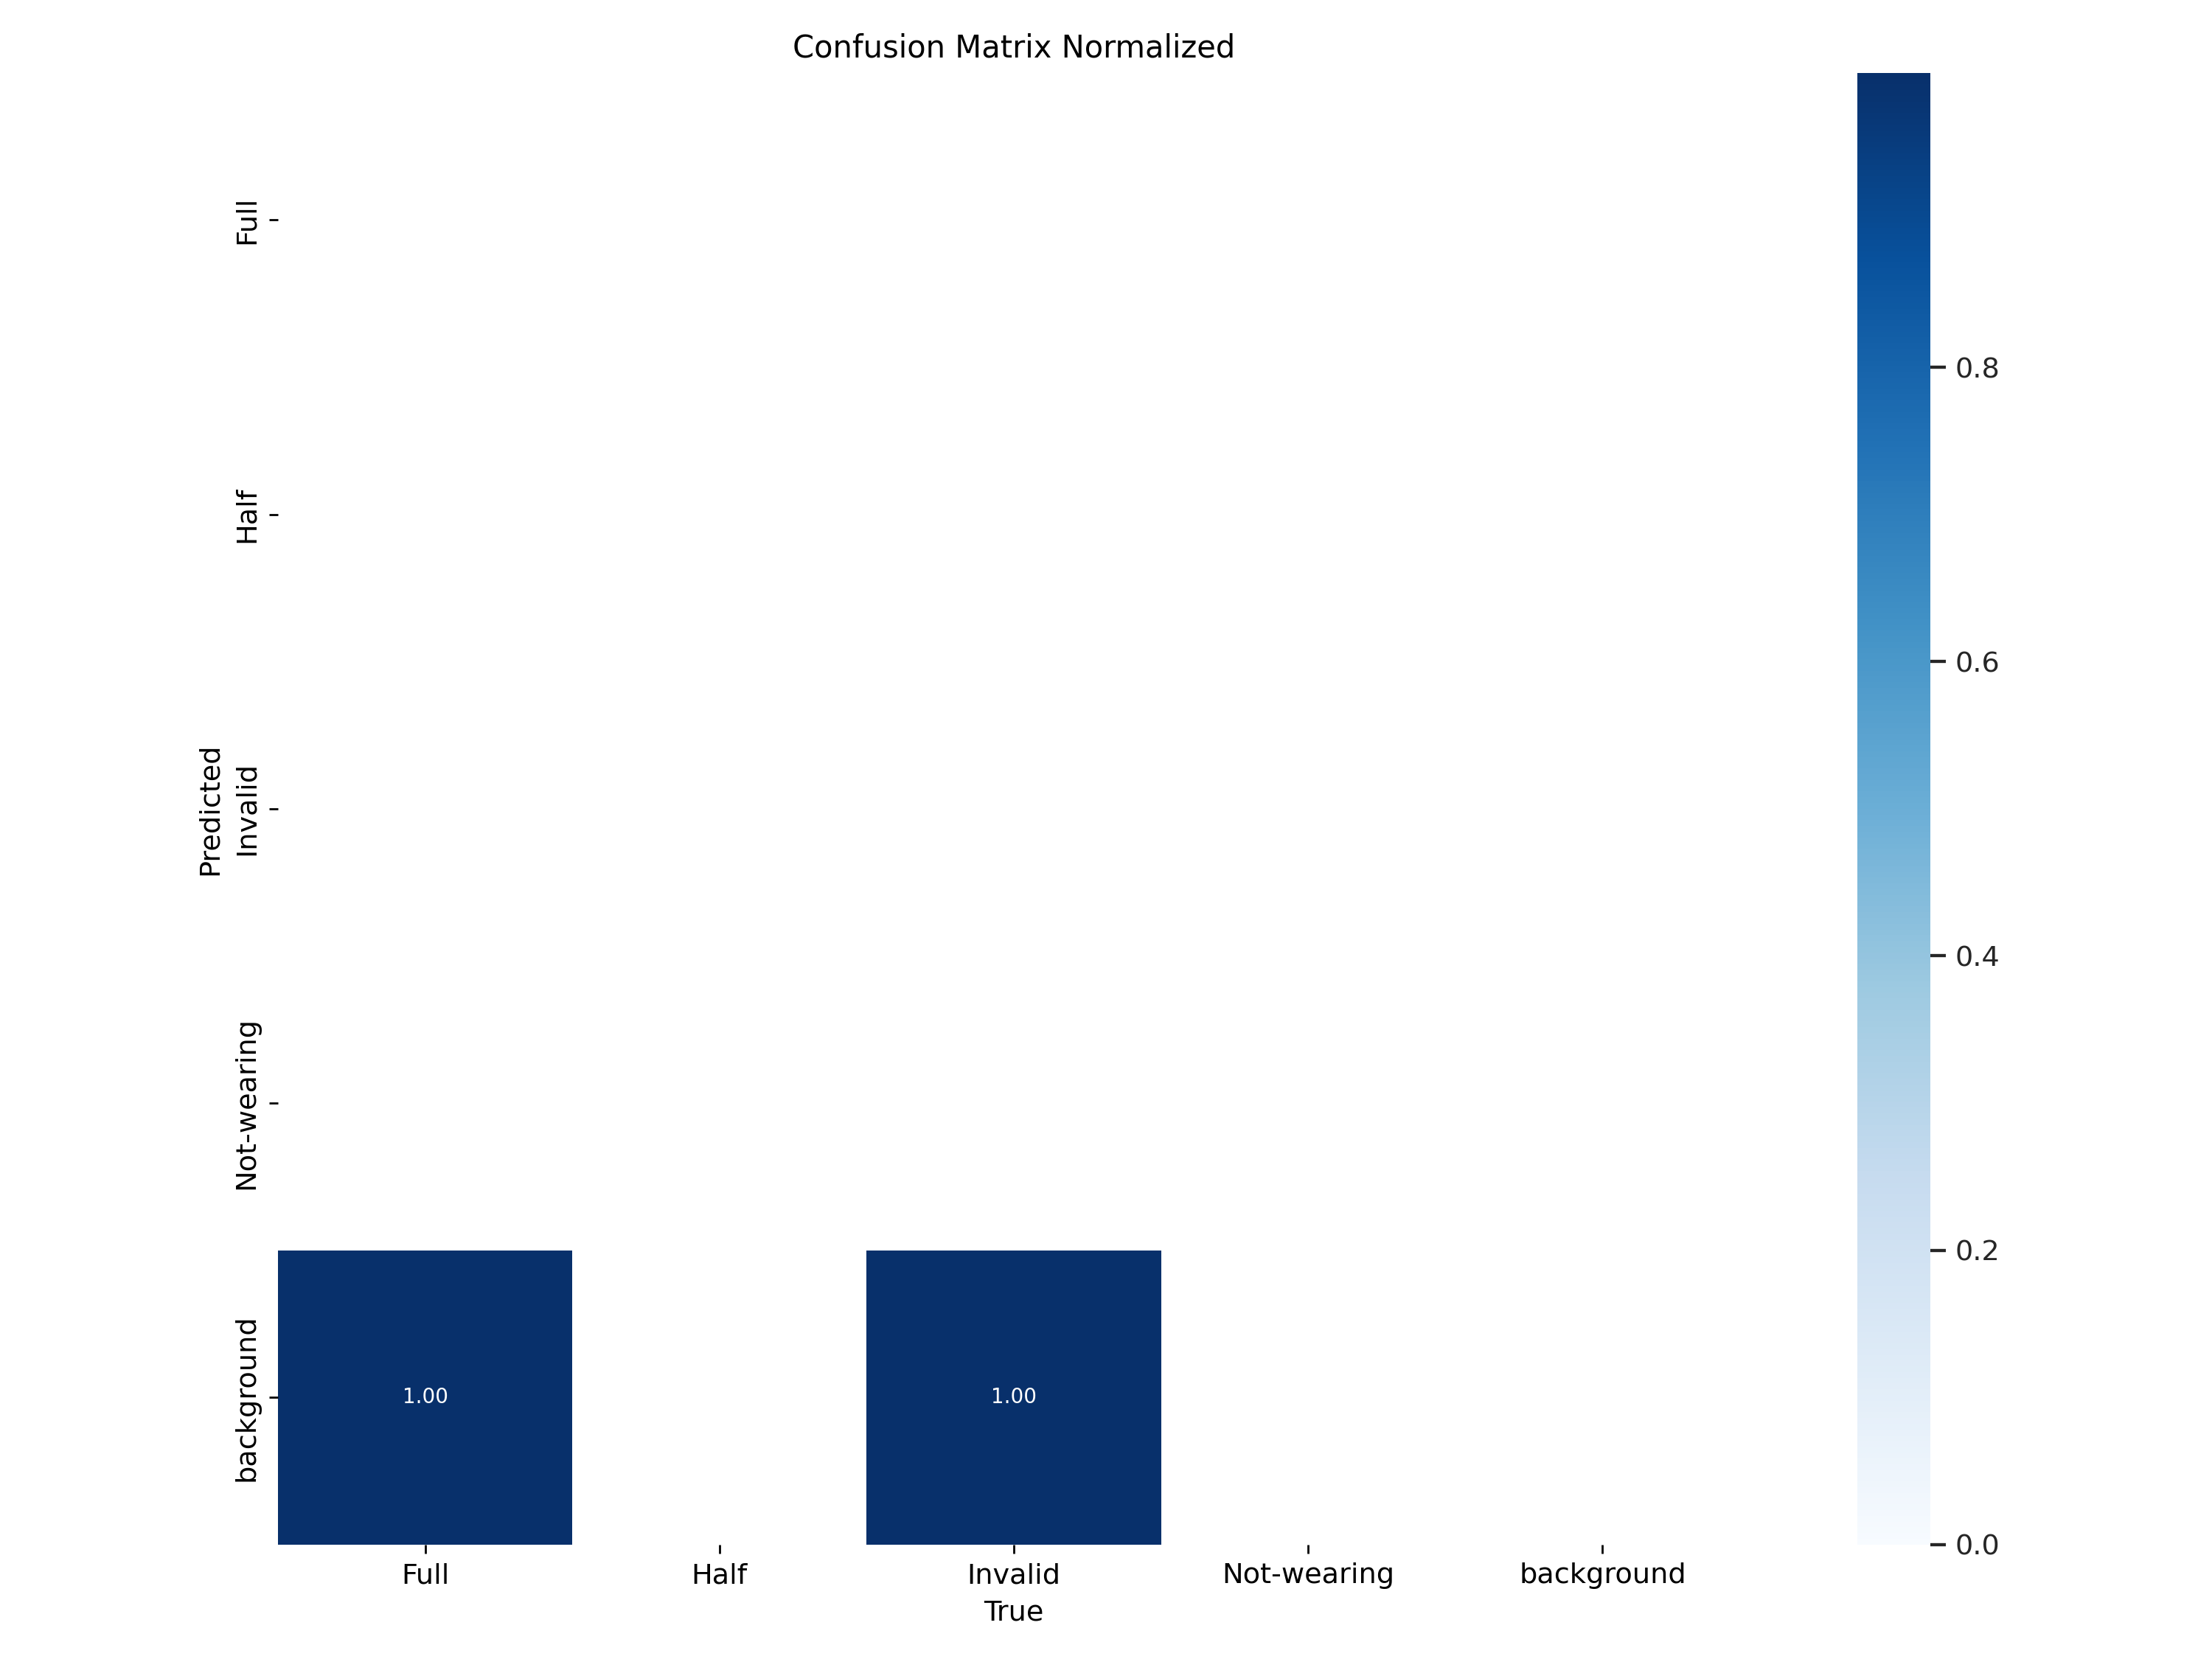 Confusion Matrix Normalized
Predicted
Full
Half
Invalid
Not-wearing
background
1.00
1.00
Full
Half
Invalid
Not-wearing
background
True
0.8
0.6
0.4
0.2
0.0